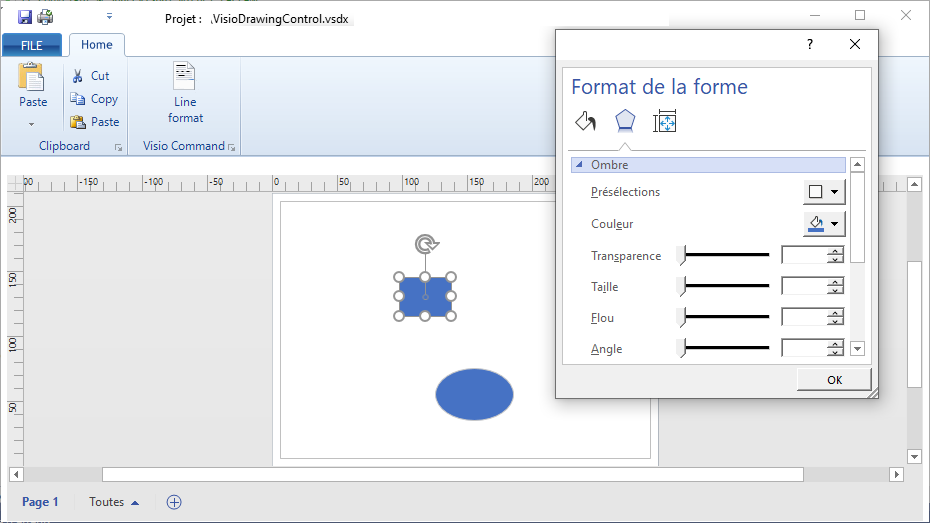 Projet : .\VisioDrawingControl.vsdx
FILE
Home
Paste
Cut
Copy
Paste
Clipboard
Line
format
Visio Command
?
Format de la forme
Ombre
Présélections
Couleur
Transparence
Taille
Flou
Angle
OK
00 -150 -100 -50 0 50 100 150 200
200
150
100
50
Page 1
Toutes